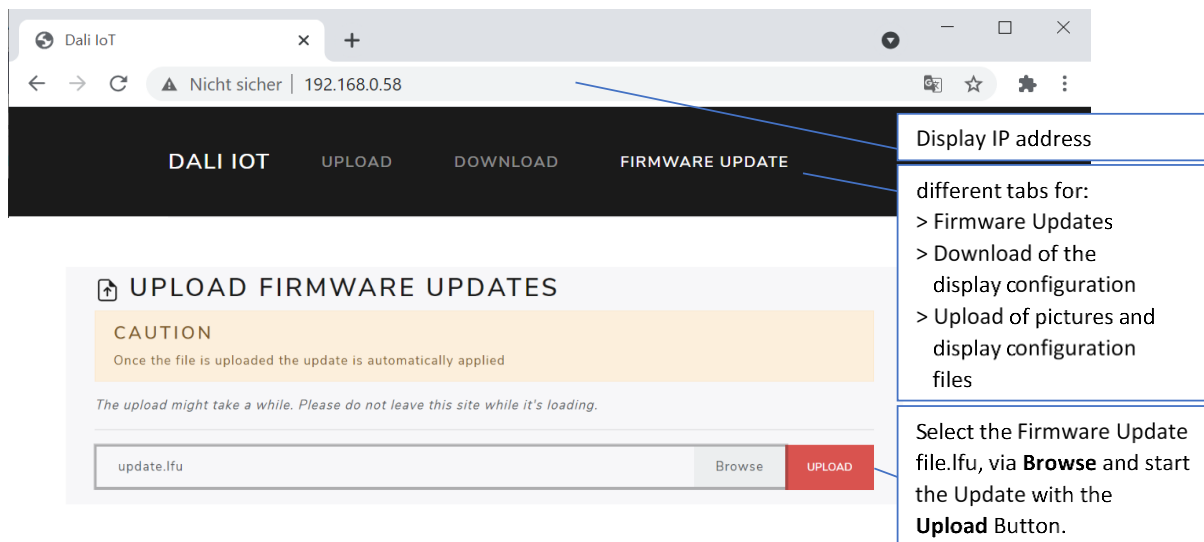 Dali IoT
Nicht sicher | 192.168.0.58
DALI IOT UPLOAD DOWNLOAD FIRMWARE UPDATE
Display IP address
different tabs for:
> Firmware Updates
> Download of the
display configuration
> Upload of pictures and
display configuration
files
UPLOAD FIRMWARE UPDATES
CAUTION
Once the file is uploaded the update is automatically applied
The upload might take a while. Please do not leave this site while it's loading.
update.lfu Browse UPLOAD
Select the Firmware Update
file.lfu, via Browse and start
the Update with the
Upload Button.